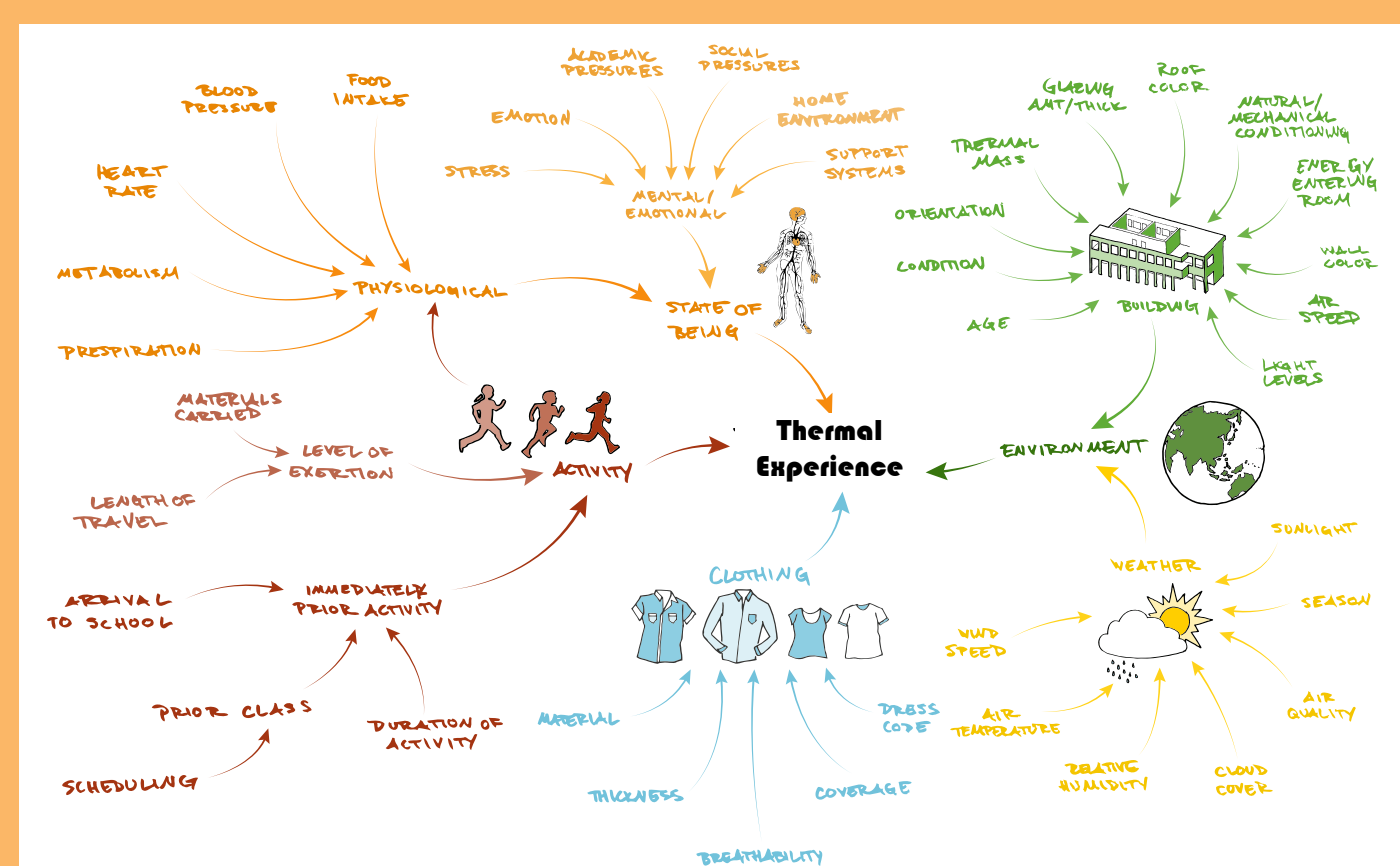 ACADEMIC
PRESSURES
SOCIAL
PRESSURES
EMOTION
HOME
ENVIRONMENT
STRESS
SUPPORT
SYSTEMS
MENTAL/
EMOTIONAL
BLOOD
PRESSURE
FOOD
INTAKE
HEART
RATE
METABOLISM
PRESPIRATION
PHYSIOLOGICAL
STATE OF
BEING
GLAZING
AMT/THICK
ROOF
COLOR
NATURAL/
MECHANICAL
CONDITIONING
THERMAL
MASS
ENERGY
ENTERING
ROOM
ORIENTATION
WALL
COLOR
CONDITION
AIR
SPEED
AGE
LIGHT
LEVELS
BUILDING
MATERIALS
CARRIED
LEVEL OF
EXERTION
LENGTH OF
TRAVEL
ACTIVITY
Thermal
Experience
ENVIRONMENT
ARRIVAL
TO SCHOOL
IMMEDIATELY
PRIOR ACTIVITY
PRIOR CLASS
DURATION OF
ACTIVITY
SCHEDULING
CLOTHING
MATERIAL
THICKNESS
BREATHABILITY
COVERAGE
DRESS
CODE
WEATHER
SUNLIGHT
SEASON
WIND
SPEED
AIR
QUALITY
AIR
TEMPERATURE
RELATIVE
HUMIDITY
CLOUD
COVER